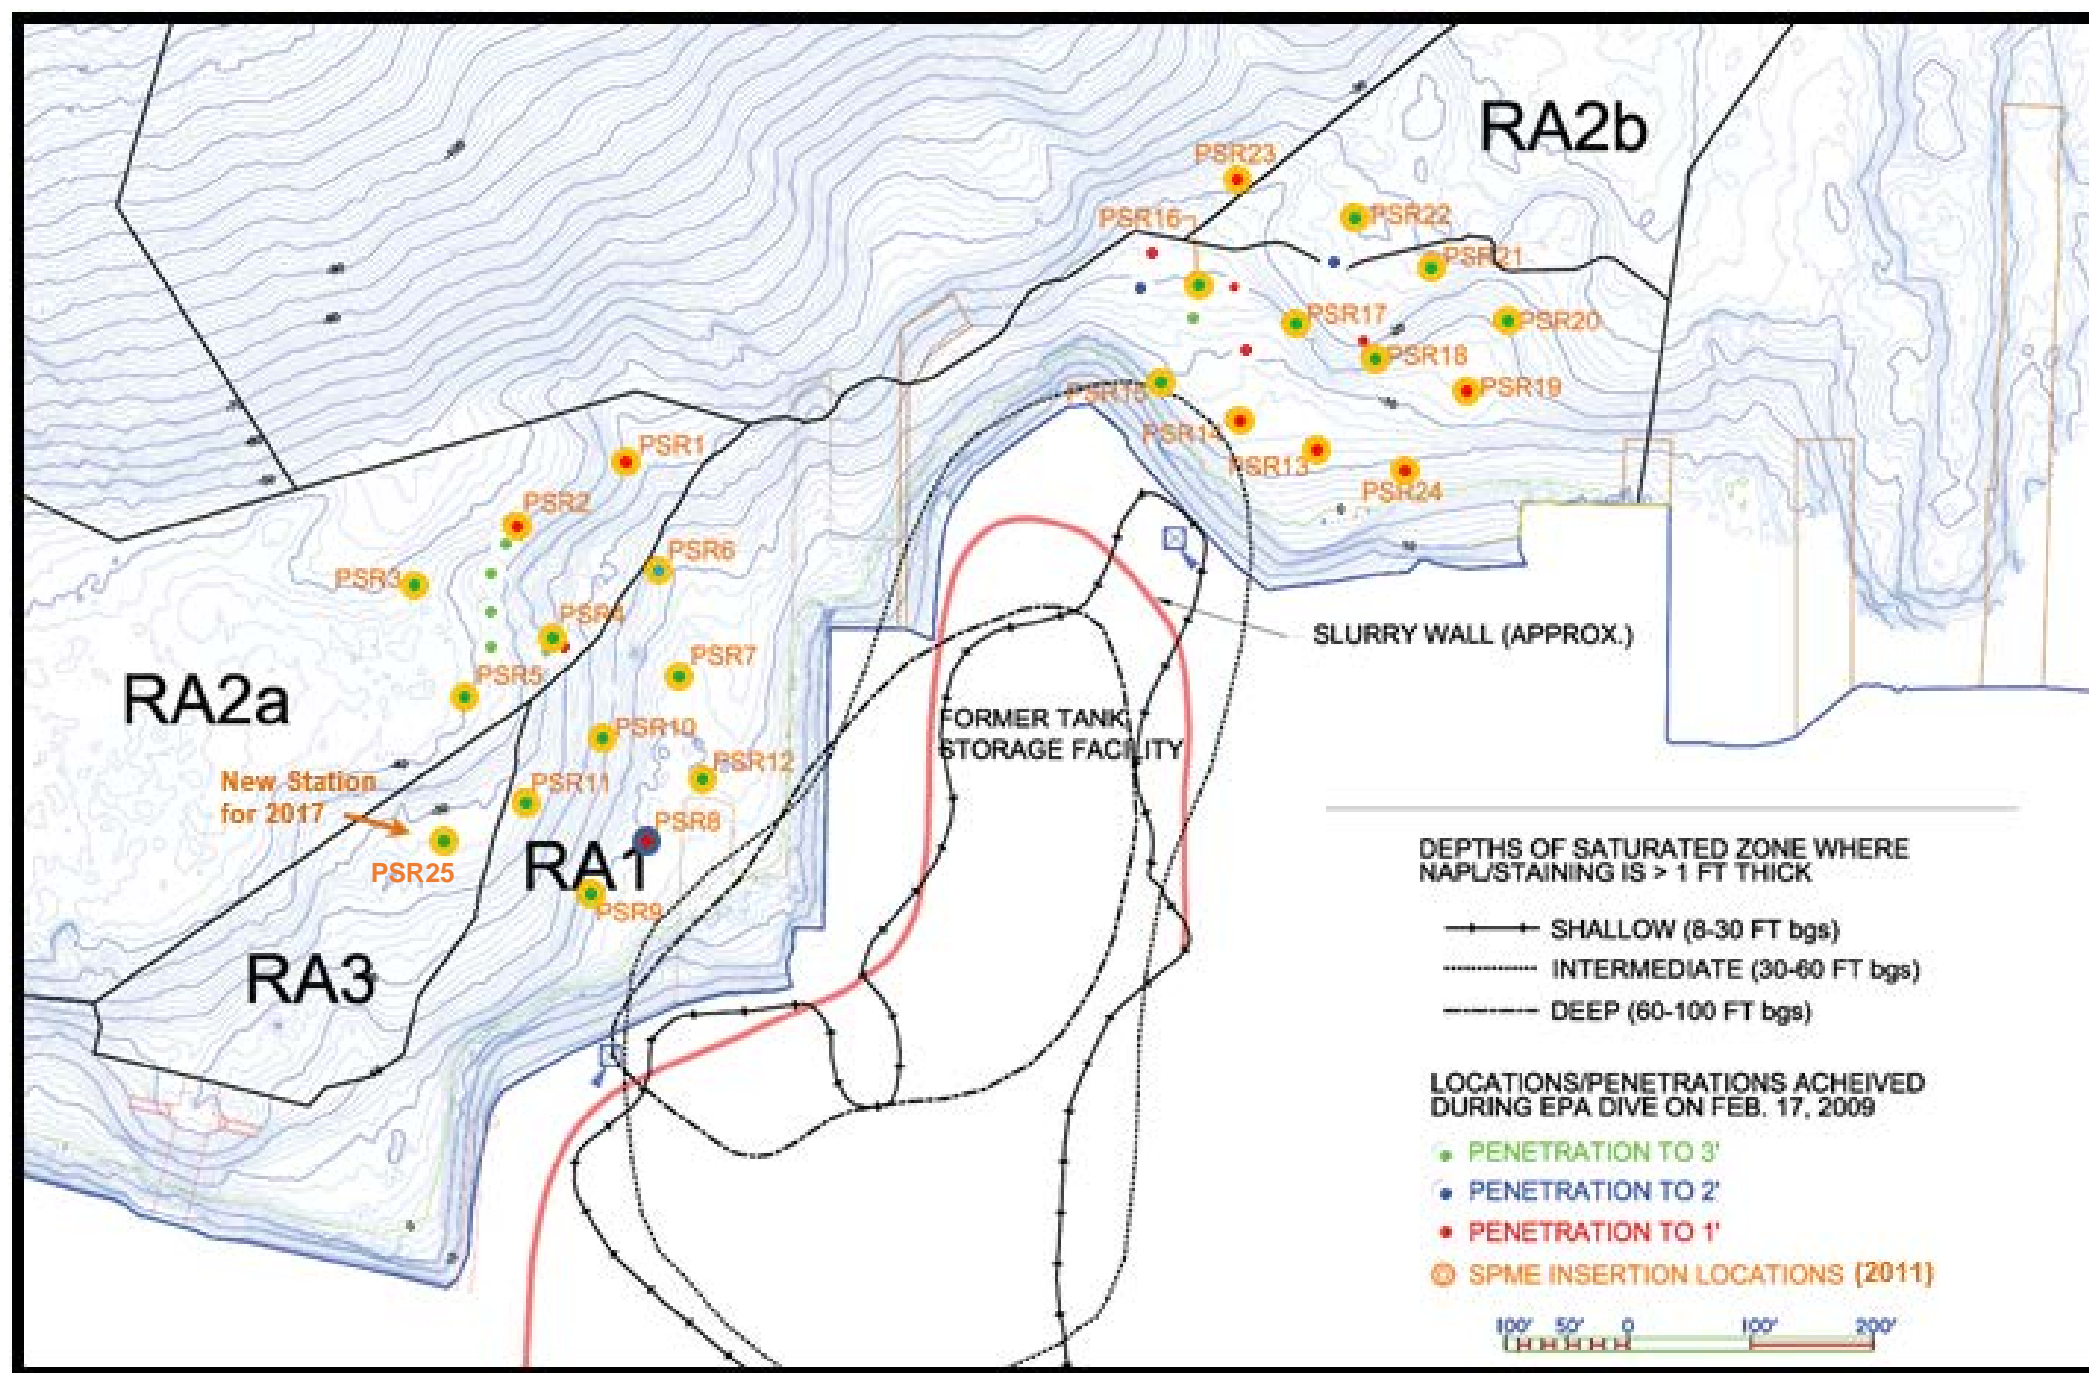 RA2b
PSR23
PSR22
PSR16
PSR21
PSR17
PSR20
PSR18
PSR19
PSR15
PSR14
PSR13
PSR24
PSR1
PSR2
PSR6
PSR3
PSR4
PSR7
PSR5
RA2a
SLURRY WALL (APPROX.)
FORMER TANK
STORAGE FACILITY
PSR10
PSR12
PSR11
New Station
for 2017
PSR8
PSR25
RA1
PSR9
RA3
DEPTHS OF SATURATED ZONE WHERE
NAPL/STAINING IS > 1 FT THICK
SHALLOW (8-30 FT bgs)
INTERMEDIATE (30-60 FT bgs)
DEEP (60-100 FT bgs)
LOCATIONS/PENETRATIONS ACHEIVED
DURING EPA DIVE ON FEB. 17, 2009
PENETRATION TO 3'
PENETRATION TO 2'
PENETRATION TO 1'
SPME INSERTION LOCATIONS (2011)
100' 50' 0 100' 200'